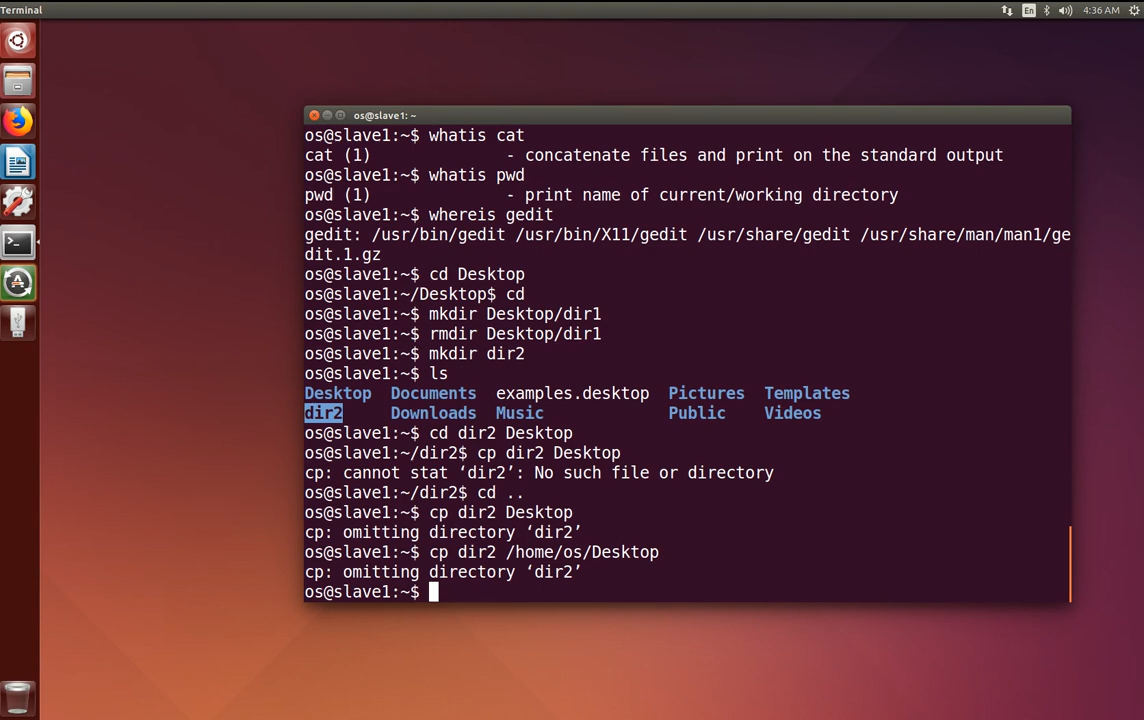 Terminal
En
4:36 AM
os@slave1: ~
os@slave1:~$ whatis cat
cat (1)              - concatenate files and print on the standard output
os@slave1:~$ whatis pwd
pwd (1)              - print name of current/working directory
os@slave1:~$ whereis gedit
gedit: /usr/bin/gedit /usr/bin/X11/gedit /usr/share/gedit /usr/share/man/man1/ge
dit.1.gz
os@slave1:~$ cd Desktop
os@slave1:~/Desktop$ cd
os@slave1:~$ mkdir Desktop/dir1
os@slave1:~$ rmdir Desktop/dir1
os@slave1:~$ mkdir dir2
os@slave1:~$ ls
Desktop  Documents  examples.desktop  Pictures  Templates
dir2     Downloads  Music             Public    Videos
os@slave1:~$ cd dir2 Desktop
os@slave1:~/dir2$ cp dir2 Desktop
cp: cannot stat ‘dir2’: No such file or directory
os@slave1:~/dir2$ cd ..
os@slave1:~$ cp dir2 Desktop
cp: omitting directory ‘dir2’
os@slave1:~$ cp dir2 /home/os/Desktop
cp: omitting directory ‘dir2’
os@slave1:~$